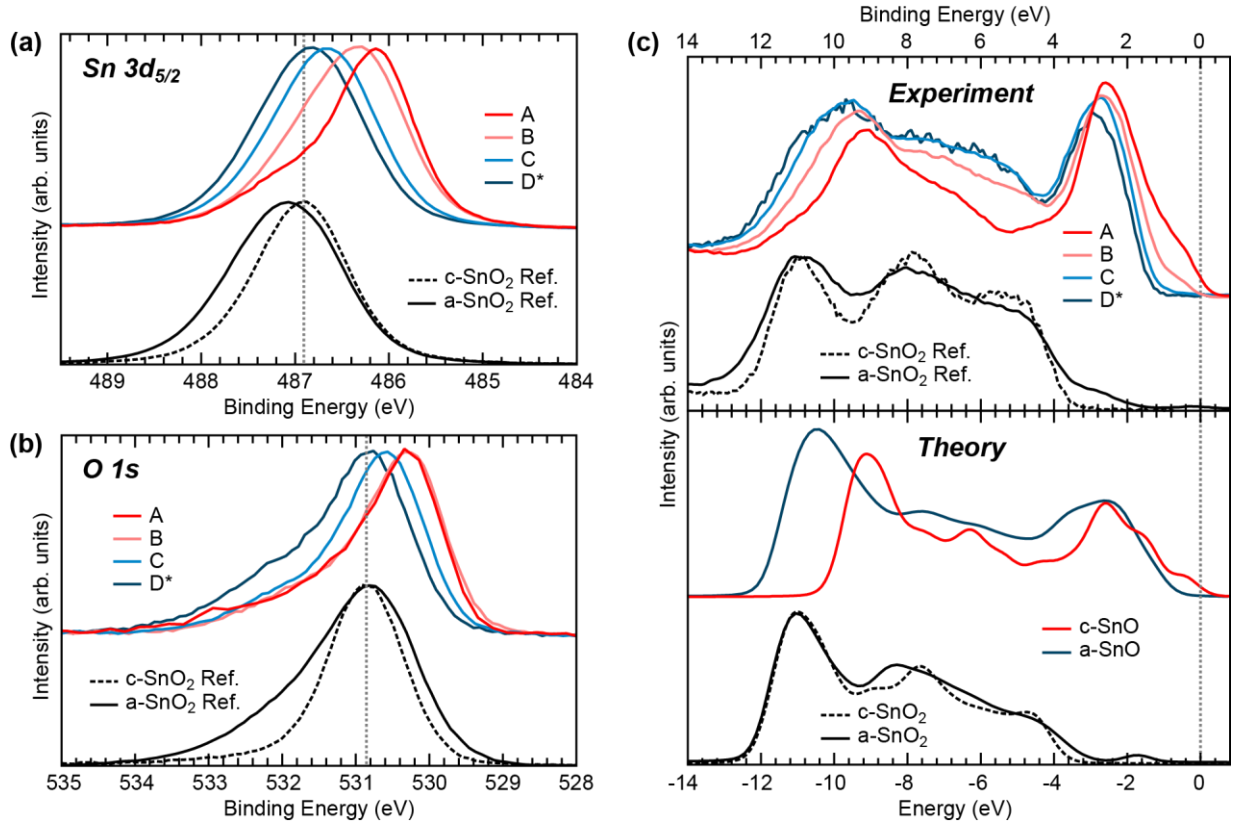 (a)
Sn 3d5/2
A
B
C
D*
c-SnO2 Ref.
a-SnO2 Ref.
Intensity (arb. units)
489 488 487 486 485 484
Binding Energy (eV)
(b)
O 1s
A
B
C
D*
c-SnO2 Ref.
a-SnO2 Ref.
Intensity (arb. units)
535 534 533 532 531 530 529 528
Binding Energy (eV)
(c)
Binding Energy (eV)
14 12 10 8 6 4 2 0
Experiment
A
B
C
D*
c-SnO2 Ref.
a-SnO2 Ref.
Intensity (arb. units)
Theory
c-SnO
a-SnO
c-SnO2
a-SnO2
-14 -12 -10 -8 -6 -4 -2 0
Energy (eV)